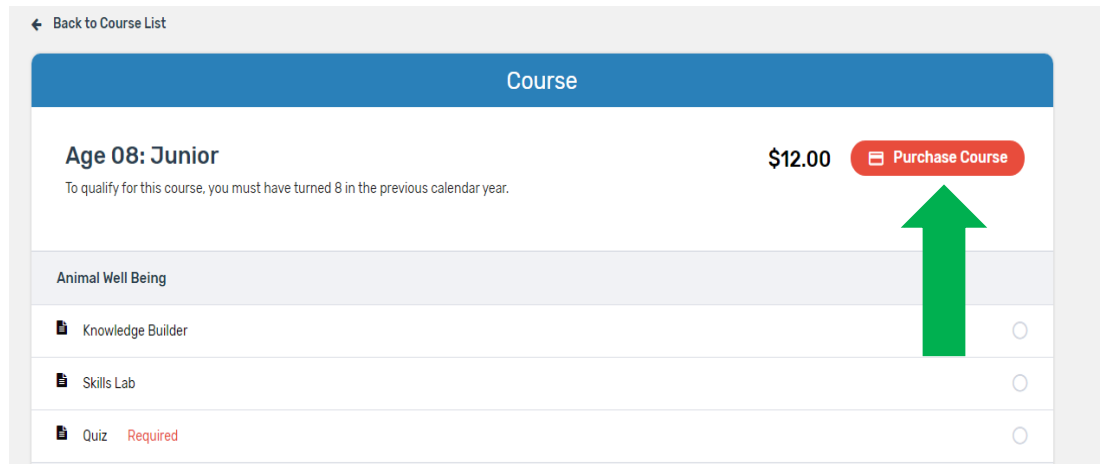 Back to Course List
Course
Age 08: Junior
$12.00 Purchase Course
To qualify for this course, you must have turned 8 in the previous calendar year.
Animal Well Being
Knowledge Builder
Skills Lab
Quiz Required